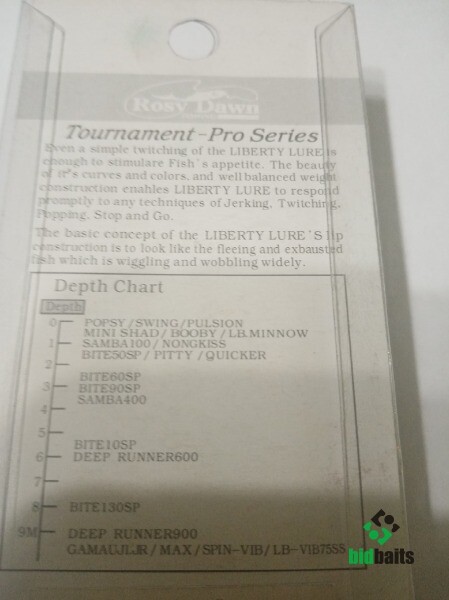 Rosy Dawn
Tournament-Pro Series
Even a simple twitching of the LIBERTY LURE is
enough to stimulare Fish's appetite. The beauty
of it's curves and colors, and well balanced weight
construction enables LIBERTY LURE to respond
promptly to any techniques of Jerking, Twitching,
Popping, Stop and Go.
The basic concept of the LIBERTY LURE'S lip
construction is to look like the fleeing and exhausted
fish which is wiggling and wobbling widely.
Depth Chart
Depth
0 POPSY/SWING/PULSION
MINI SHAD/BOOBY/LB.MINNOW
1 SAMBA100/NONGKISS
BITE50SP/PITTY/QUICKER
2
BITE60SP
3 BITE90SP
SAMBA400
4
5
BITE10SP
6 DEEP RUNNER600
7
8 BITE130SP
9M DEEP RUNNER900
GAMAUJIJR/MAX/SPIN-VIB/LB-VIB75SS
bidbaits